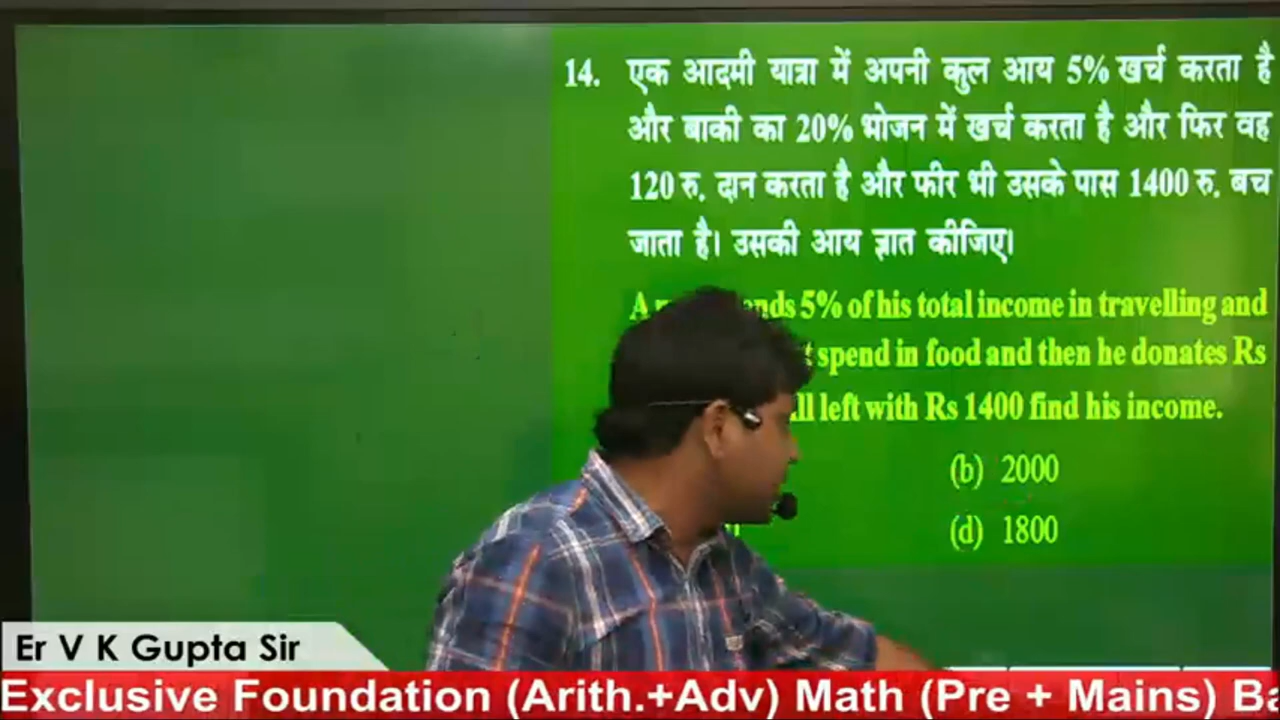 14. एक आदमी यात्रा में अपनी कुल आय 5% खर्च करता है
और बाकी का 20% भोजन में खर्च करता है और फिर वह
120 रु. दान करता है और फीर भी उसके पास 1400 रु. बच
जाता है। उसकी आय ज्ञात कीजिए।
A 5% of his total income in travelling and
spend in food and then he donates Rs
left with Rs 1400 find his income.
(b) 2000
(d) 1800
Er V K Gupta Sir
Exclusive Foundation (Arith.+Adv) Math (Pre + Mains)